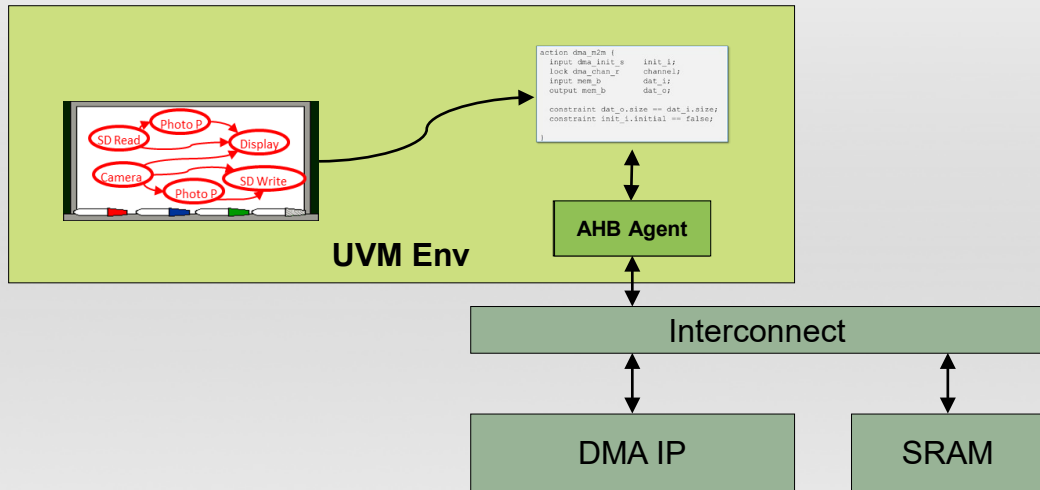 action dma_m2m {
input dma_init_s init_i;
lock dma_chan_r channel;
input mem_b dat_i;
output mem_b dat_o;
constraint dat_o.size == dat_i.size;
constraint init_i.initial == false;
}
Photo P
SD Read
Display
Camera
SD Write
Photo P
AHB Agent
UVM Env
Interconnect
DMA IP
SRAM